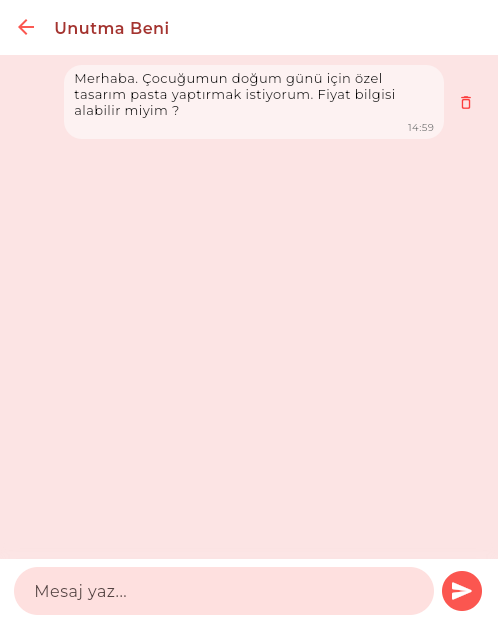 Unutma Beni
Merhaba. Çocuğumun doğum günü için özel
tasarım pasta yaptırmak istiyorum. Fiyat bilgisi
alabilir miyim ?
14:59
Mesaj yaz...